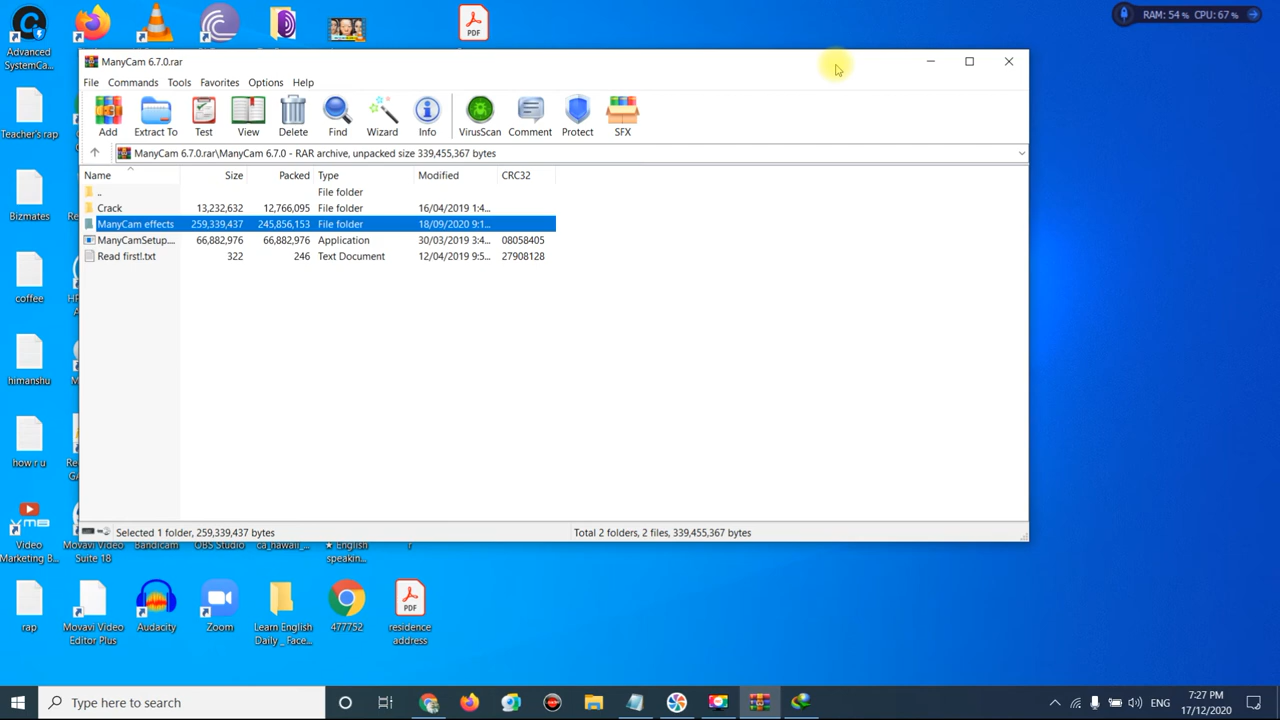 RAM: 54 % CPU: 67 %
Advanced
SystemCa...
PDF
Teacher's rap
Bizmates
coffee
himanshu
how r u
Video
Marketing B...
Movavi Video
Suite 18
Bandicam
OBS Studio
ca_hawaii_...
English
speakin...
rap
Movavi Video
Editor Plus
Audacity
Zoom
Learn English
Daily _ Face...
477752
PDF
residence
address
ManyCam 6.7.0.rar
File Commands Tools Favorites Options Help
Add Extract To Test View Delete Find Wizard Info VirusScan Comment Protect SFX
ManyCam 6.7.0.rar\ManyCam 6.7.0 - RAR archive, unpacked size 339,455,367 bytes
Name Size Packed Type Modified CRC32
.. File folder
Crack 13,232,632 12,766,095 File folder 16/04/2019 1:4...
ManyCam effects 259,339,437 245,856,153 File folder 18/09/2020 9:1...
ManyCamSetup.... 66,882,976 66,882,976 Application 30/03/2019 3:4... 08058405
Read first!.txt 322 246 Text Document 12/04/2019 9:5... 27908128
Selected 1 folder, 259,339,437 bytes Total 2 folders, 2 files, 339,455,367 bytes
Type here to search
ENG
7:27 PM
17/12/2020